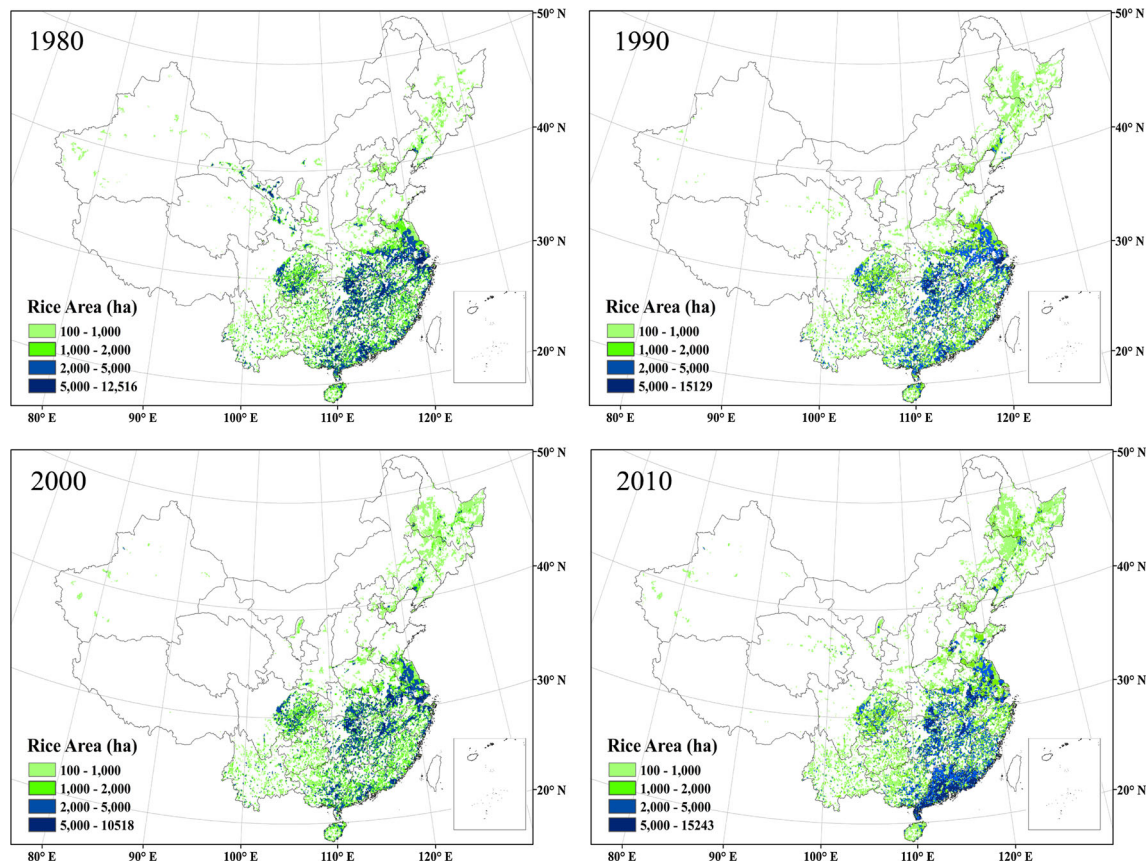 1980
50° N
40° N
30° N
20° N
Rice Area (ha)
100 - 1,000
1,000 - 2,000
2,000 - 5,000
5,000 - 12,516
80° E
90° E
100° E
110° E
120° E
1990
50° N
40° N
30° N
20° N
Rice Area (ha)
100 - 1,000
1,000 - 2,000
2,000 - 5,000
5,000 - 15129
80° E
90° E
100° E
110° E
120° E
2000
50° N
40° N
30° N
20° N
Rice Area (ha)
100 - 1,000
1,000 - 2,000
2,000 - 5,000
5,000 - 10518
80° E
90° E
100° E
110° E
120° E
2010
50° N
40° N
30° N
20° N
Rice Area (ha)
100 - 1,000
1,000 - 2,000
2,000 - 5,000
5,000 - 15243
80° E
90° E
100° E
110° E
120° E